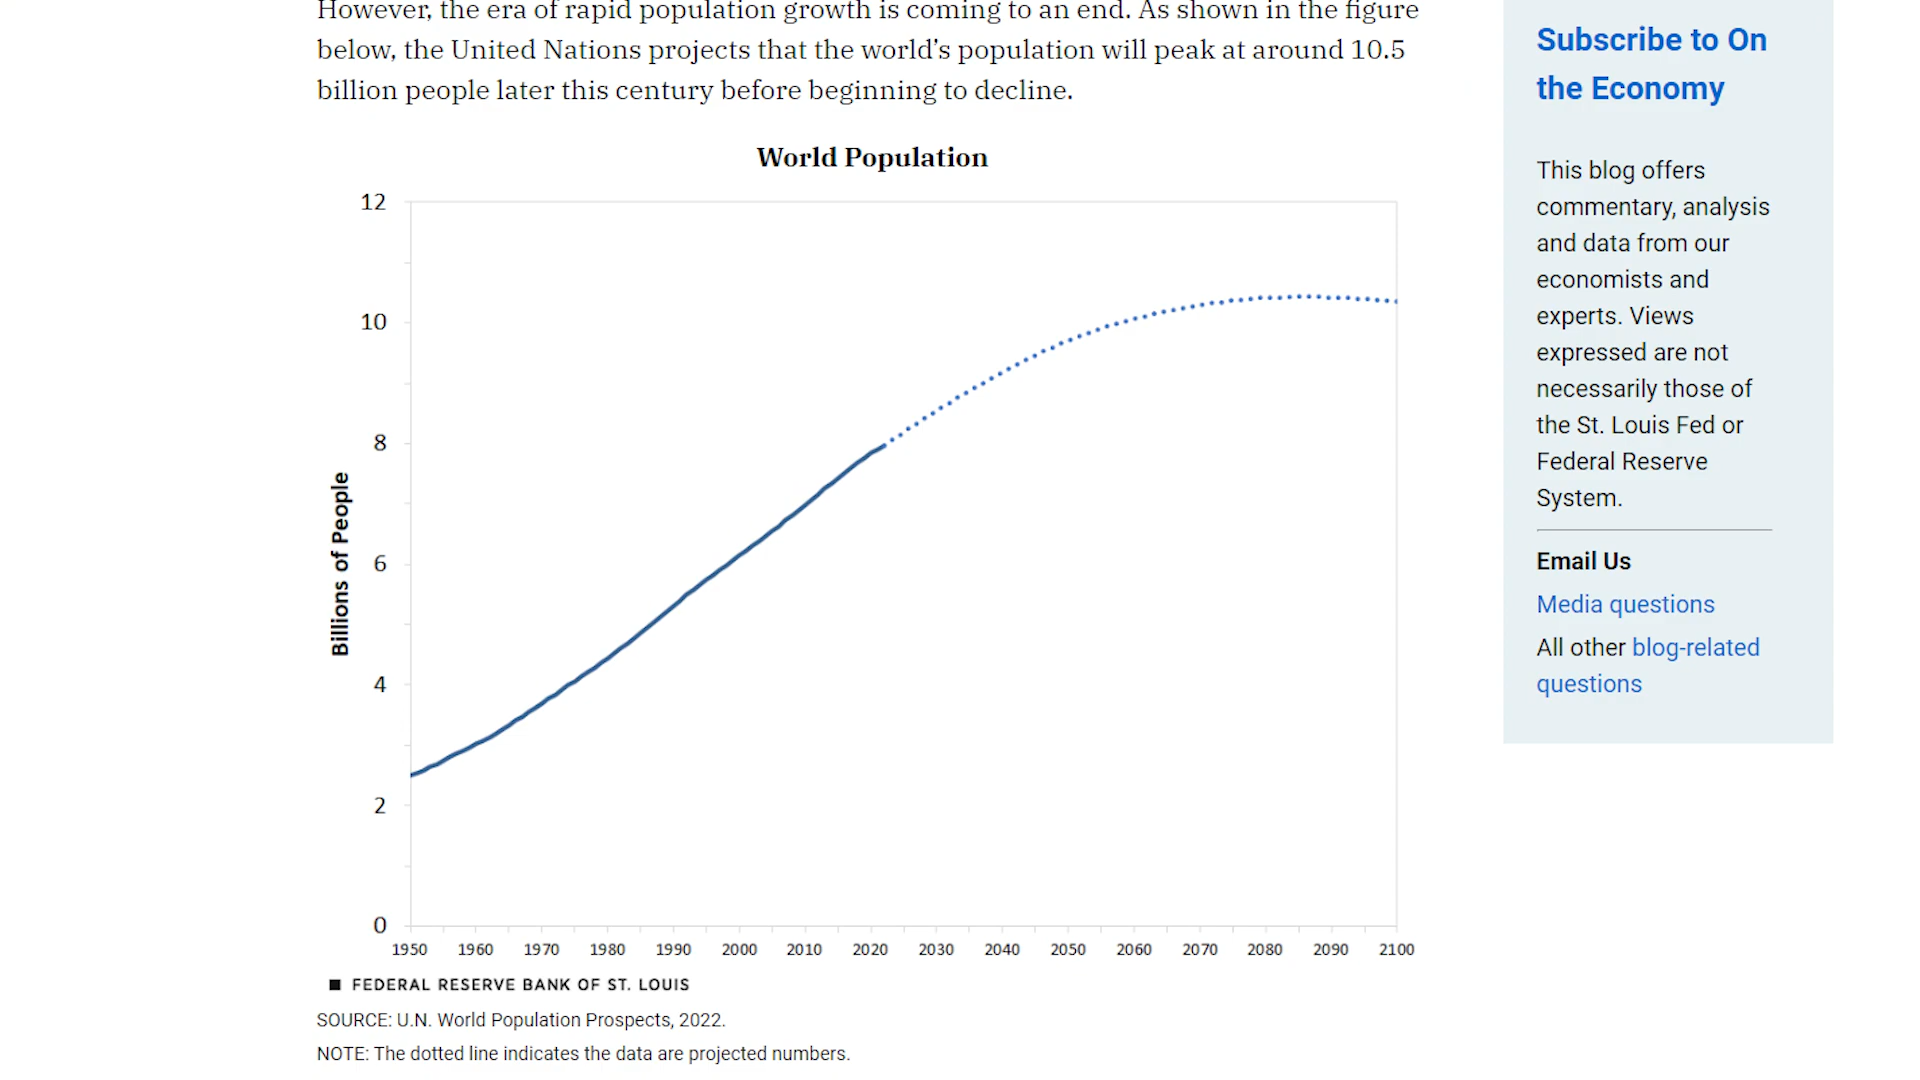 However, the era of rapid population growth is coming to an end. As shown in the figure
below, the United Nations projects that the world’s population will peak at around 10.5
billion people later this century before beginning to decline.
World Population
12
10
8
6
4
2
0
Billions of People
1950 1960 1970 1980 1990 2000 2010 2020 2030 2040 2050 2060 2070 2080 2090 2100
FEDERAL RESERVE BANK OF ST. LOUIS
SOURCE: U.N. World Population Prospects, 2022.
NOTE: The dotted line indicates the data are projected numbers.
Subscribe to On
the Economy
This blog offers
commentary, analysis
and data from our
economists and
experts. Views
expressed are not
necessarily those of
the St. Louis Fed or
Federal Reserve
System.
Email Us
Media questions
All other blog-related
questions